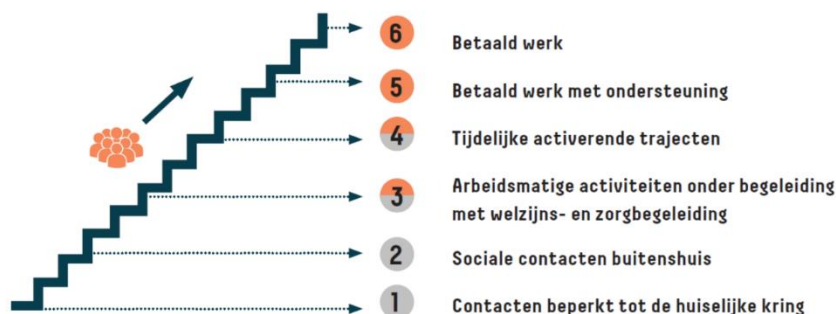 6 Betaald werk
5 Betaald werk met ondersteuning
4 Tijdelijke activerende trajecten
3 Arbeidsmatige activiteiten onder begeleiding
met welzijns- en zorgbegeleiding
2 Sociale contacten buitenshuis
1 Contacten beperkt tot de huiselijke kring